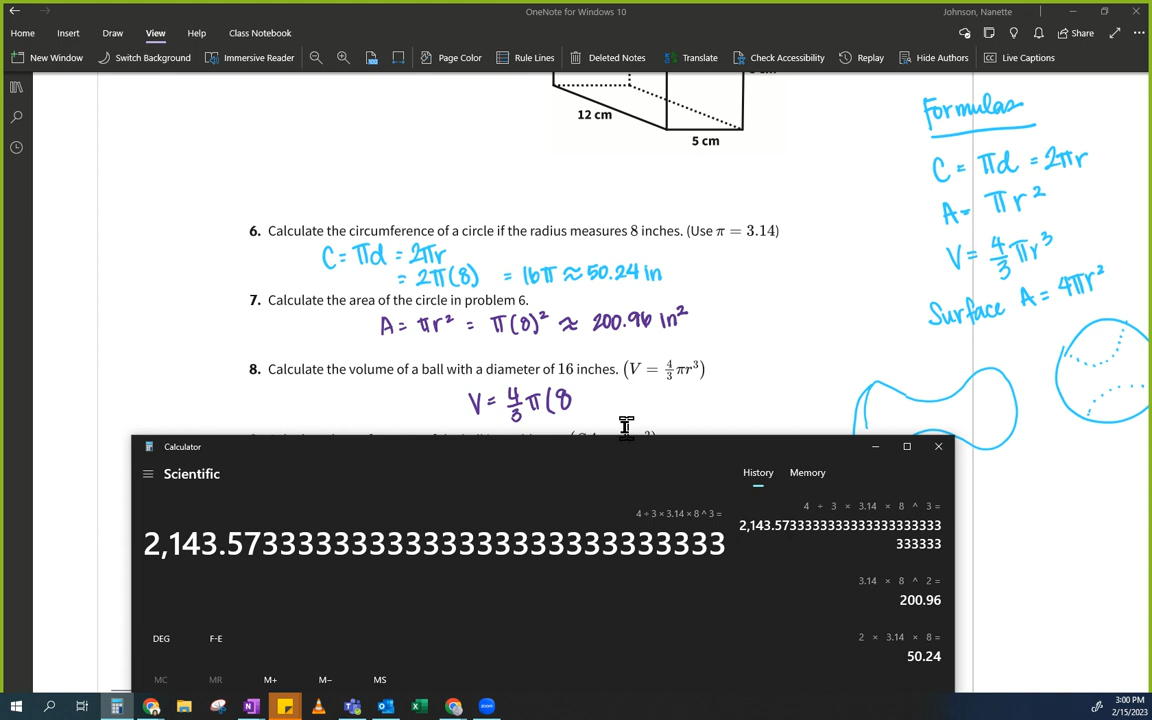 OneNote for Windows 10
Johnson, Nanette
Home Insert Draw View Help Class Notebook
Share
New Window Switch Background Immersive Reader Page Color Rule Lines Deleted Notes Translate Check Accessibility Replay Hide Authors Live Captions
12 cm
5 cm
Formulas
C = πd = 2πr
A = πr²
V = 4/3 πr³
Surface A = 4πr²
6. Calculate the circumference of a circle if the radius measures 8 inches. (Use π = 3.14)
C = πd = 2πr
= 2π(8) = 16π ≈ 50.24 in
7. Calculate the area of the circle in problem 6.
A = πr² = π(8)² ≈ 200.96 in²
8. Calculate the volume of a ball with a diameter of 16 inches. (V = 4/3 πr³)
V = 4/3 π(8
Calculator
Scientific
History Memory
4 ÷ 3 × 3.14 × 8 ^ 3 =
2,143.5733333333333333333333333333
4 ÷ 3 × 3.14 × 8 ^ 3 =
2,143.57333333333333333333
333333
3.14 × 8 ^ 2 =
200.96
2 × 3.14 × 8 =
50.24
DEG F-E
MC MR M+ M− MS
3:00 PM
2/15/2023